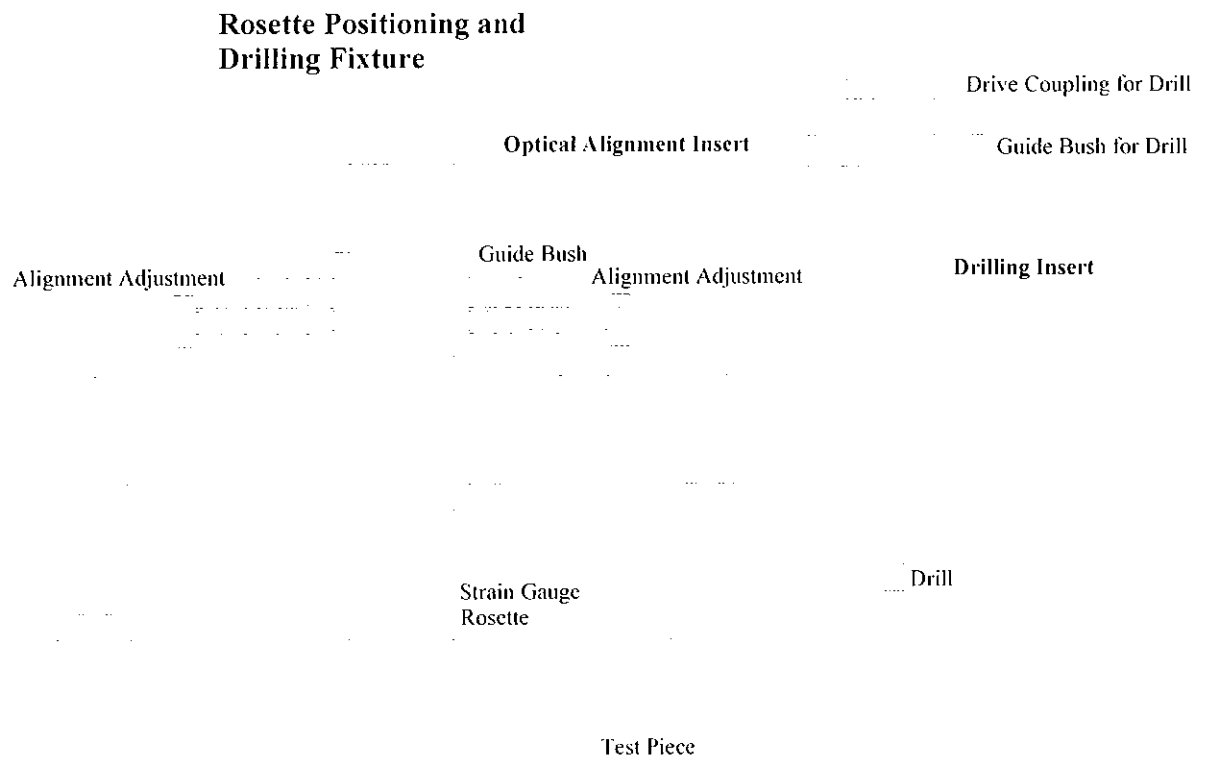 Rosette Positioning and
Drilling Fixture
Drive Coupling for Drill
Optical Alignment Insert
Guide Bush for Drill
Guide Bush
Alignment Adjustment
Alignment Adjustment
Drilling Insert
Drill
Strain Gauge
Rosette
Test Piece